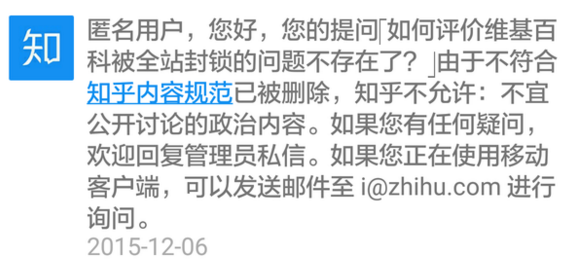 知
匿名用户，您好，您的提问「如何评价维基百
科被全站封锁的问题不存在了？」由于不符合
知乎内容规范已被删除，知乎不允许：不宜
公开讨论的政治内容。如果您有任何疑问，
欢迎回复管理员私信。如果您正在使用移动
客户端，可以发送邮件至 i@zhihu.com 进行
询问。
2015-12-06